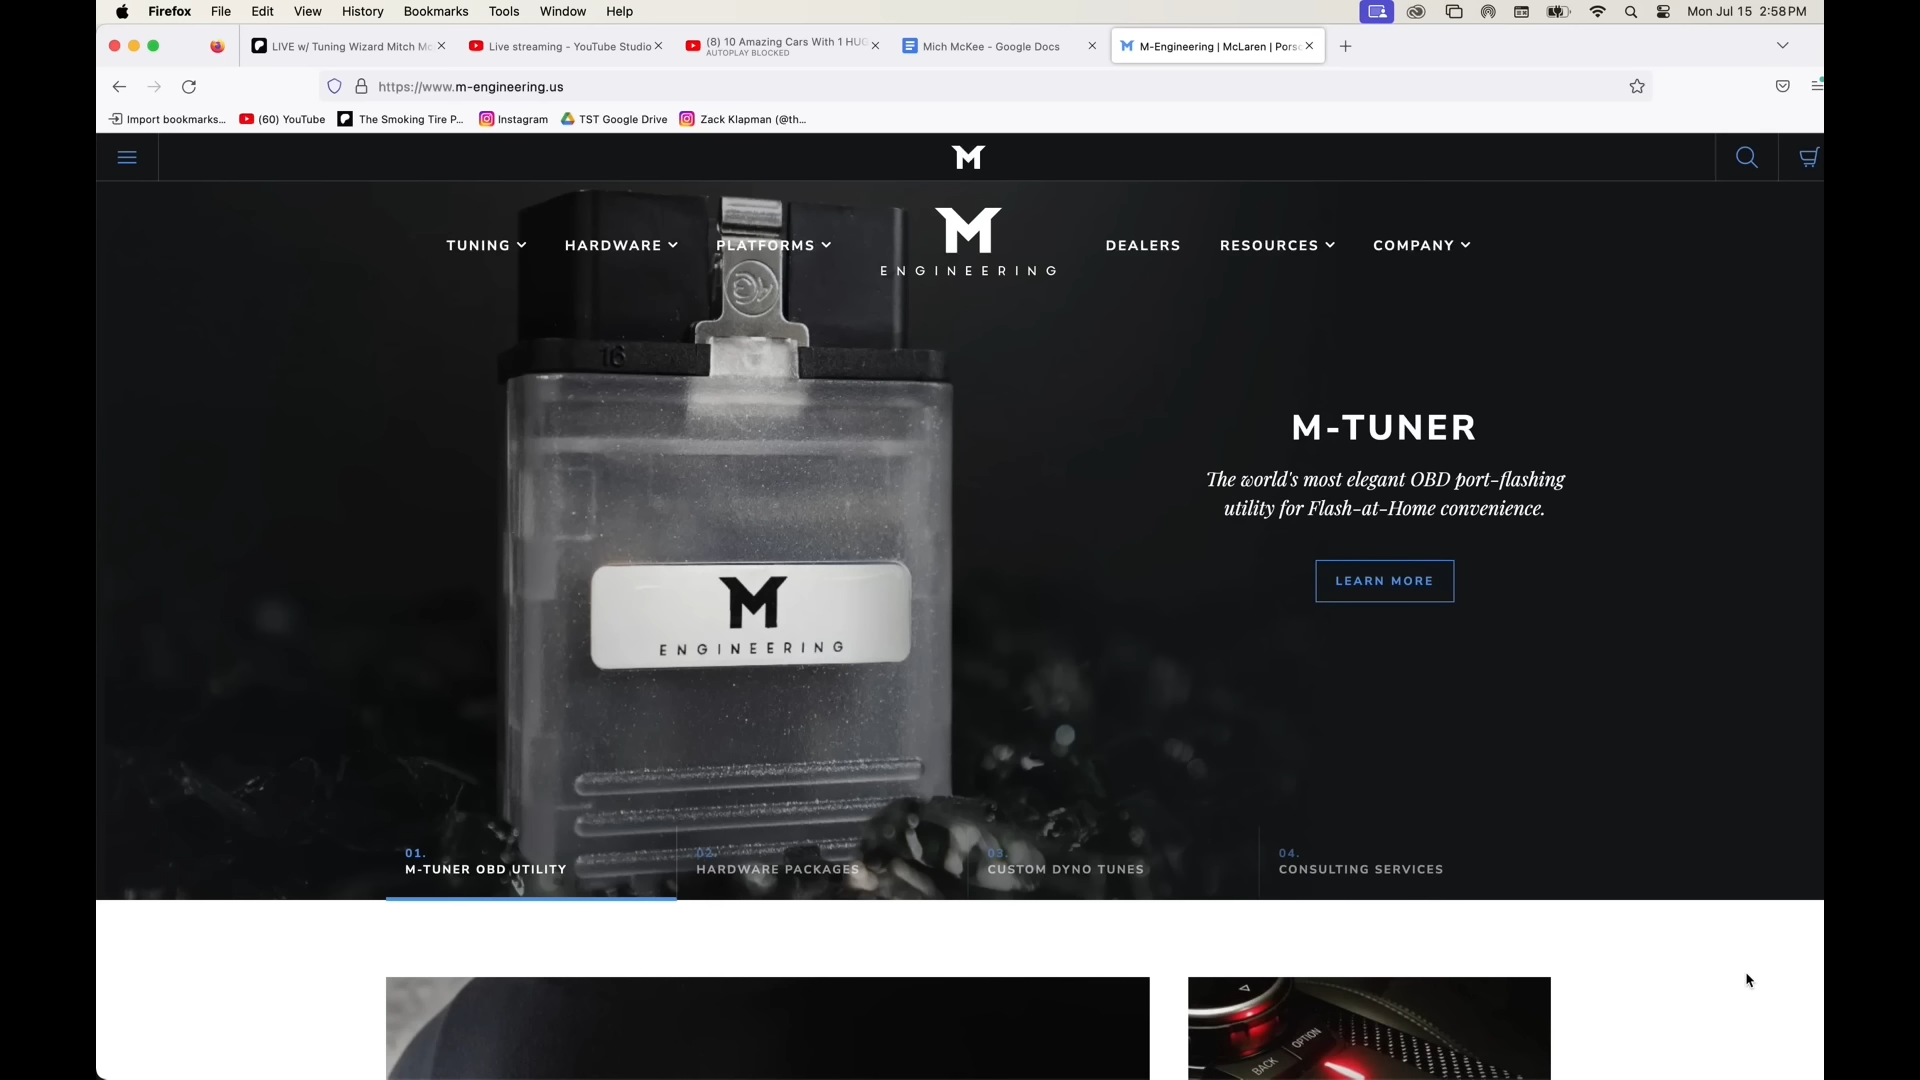 Firefox File Edit View History Bookmarks Tools Window Help Mon Jul 15 2:58 PM
LIVE w/ Tuning Wizard Mitch Mc
Live streaming - YouTube Studio
(8) 10 Amazing Cars With 1 HUG
AUTOPLAY BLOCKED
Mich McKee - Google Docs
M-Engineering | McLaren | Pors
https://www.m-engineering.us
Import bookmarks... (60) YouTube The Smoking Tire P... Instagram TST Google Drive Zack Klapman (@th...
M
TUNING HARDWARE PLATFORMS
M
ENGINEERING
DEALERS RESOURCES COMPANY
16
M-TUNER
The world's most elegant OBD port-flashing
utility for Flash-at-Home convenience.
LEARN MORE
M
ENGINEERING
01.
M-TUNER OBD UTILITY
02.
HARDWARE PACKAGES
03.
CUSTOM DYNO TUNES
04.
CONSULTING SERVICES
OPTION
BACK